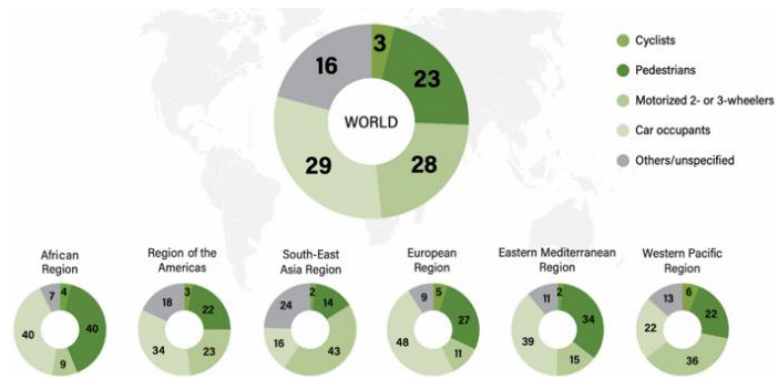 3
23
28
29
16
WORLD
Cyclists
Pedestrians
Motorized 2- or 3-wheelers
Car occupants
Others/unspecified
African
Region
4
40
9
40
7
Region of the
Americas
3
22
23
34
18
South-East
Asia Region
2
14
43
16
24
European
Region
5
27
11
48
9
Eastern Mediterranean
Region
2
34
15
39
11
Western Pacific
Region
6
22
36
22
13